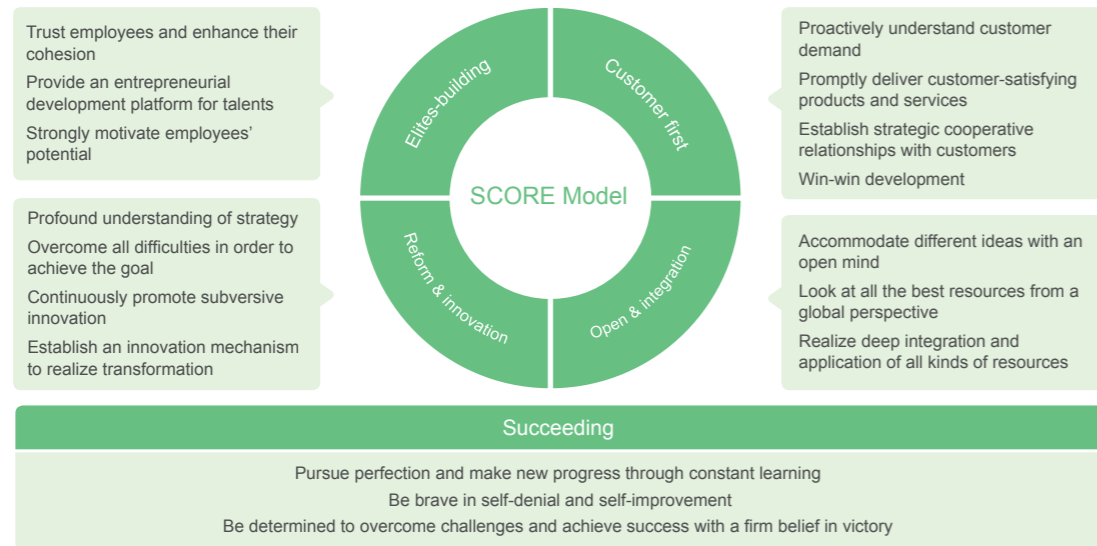 Trust employees and enhance their
cohesion
Provide an entrepreneurial
development platform for talents
Strongly motivate employees’
potential
Elites-building
Customer first
Proactively understand customer
demand
Promptly deliver customer-satisfying
products and services
Establish strategic cooperative
relationships with customers
Win-win development
SCORE Model
Profound understanding of strategy
Overcome all difficulties in order to
achieve the goal
Continuously promote subversive
innovation
Establish an innovation mechanism
to realize transformation
Reform & innovation
Open & integration
Accommodate different ideas with an
open mind
Look at all the best resources from a
global perspective
Realize deep integration and
application of all kinds of resources
Succeeding
Pursue perfection and make new progress through constant learning
Be brave in self-denial and self-improvement
Be determined to overcome challenges and achieve success with a firm belief in victory